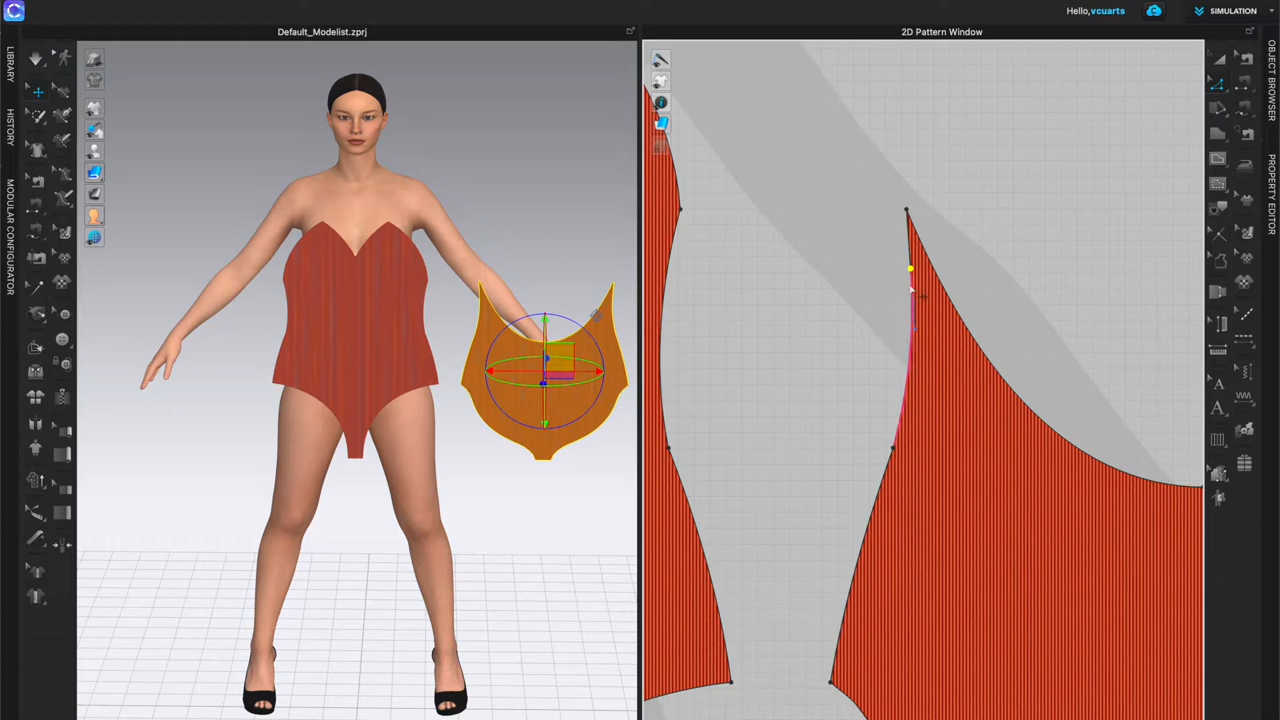 Hello,vcuarts
SIMULATION
Default_Modelist.zprj
2D Pattern Window
LIBRARY
HISTORY
MODULAR CONFIGURATOR
OBJECT BROWSER
PROPERTY EDITOR